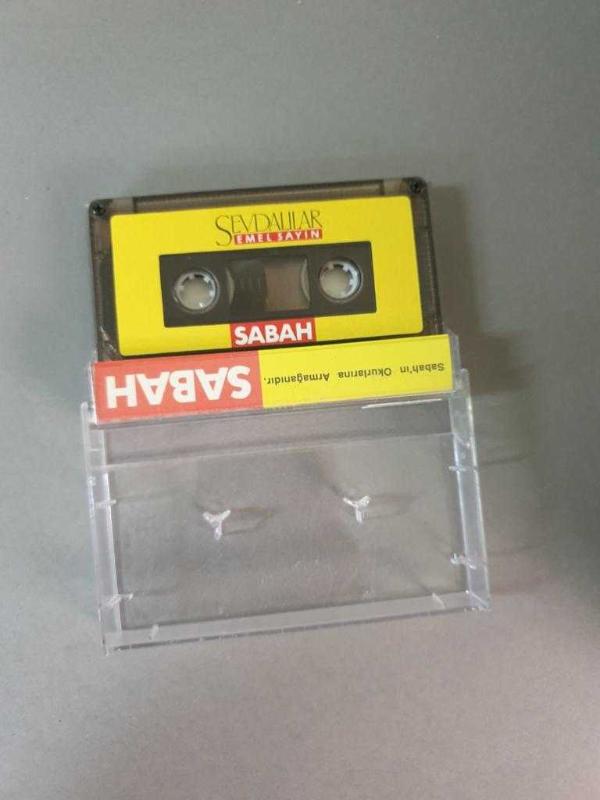 SEVDALILAR
EMEL SAYIN
SABAH
SABAH
Sabah'ın Okurlarına Armağanıdır.